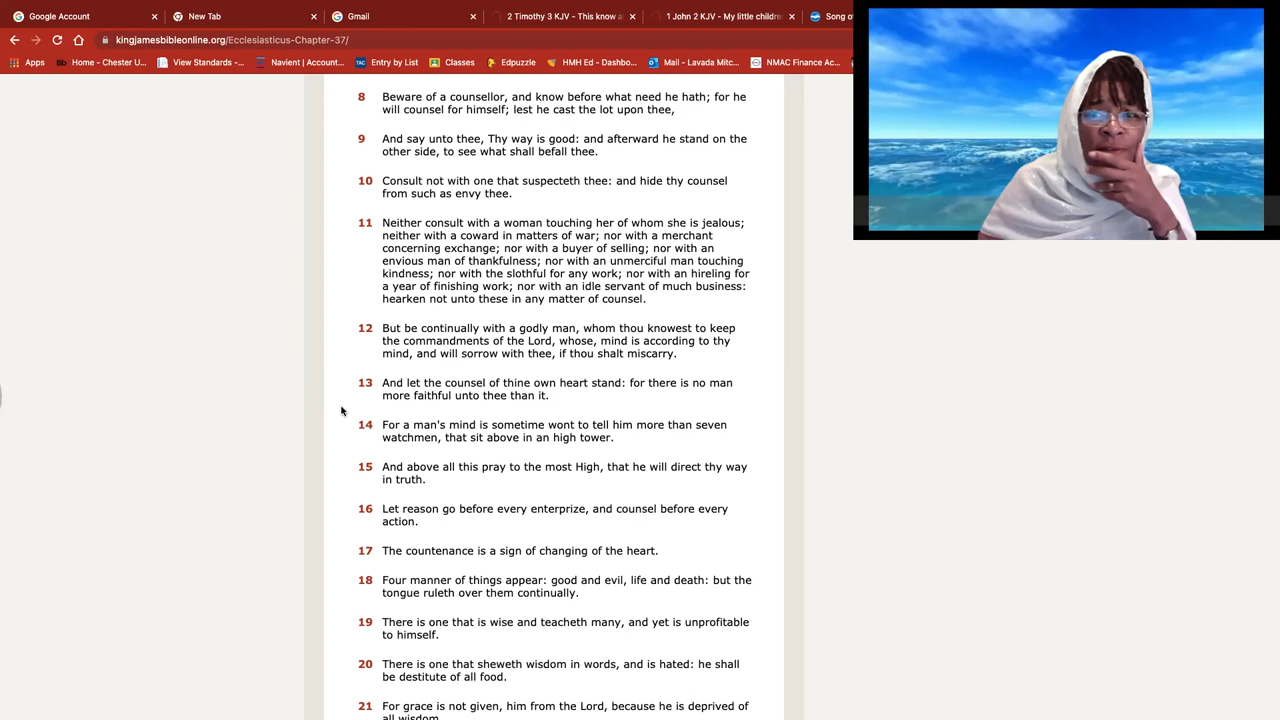 Google Account
New Tab
Gmail
2 Timothy 3 KJV - This know a
1 John 2 KJV - My little childre
Song of
kingjamesbibleonline.org/Ecclesiasticus-Chapter-37/
Apps
Home - Chester U...
View Standards -...
Navient | Account...
Entry by List
Classes
Edpuzzle
HMH Ed - Dashbo...
Mail - Lavada Mitc...
NMAC Finance Ac...
8 Beware of a counsellor, and know before what need he hath; for he
will counsel for himself; lest he cast the lot upon thee,
9 And say unto thee, Thy way is good: and afterward he stand on the
other side, to see what shall befall thee.
10 Consult not with one that suspecteth thee: and hide thy counsel
from such as envy thee.
11 Neither consult with a woman touching her of whom she is jealous;
neither with a coward in matters of war; nor with a merchant
concerning exchange; nor with a buyer of selling; nor with an
envious man of thankfulness; nor with an unmerciful man touching
kindness; nor with the slothful for any work; nor with an hireling for
a year of finishing work; nor with an idle servant of much business:
hearken not unto these in any matter of counsel.
12 But be continually with a godly man, whom thou knowest to keep
the commandments of the Lord, whose, mind is according to thy
mind, and will sorrow with thee, if thou shalt miscarry.
13 And let the counsel of thine own heart stand: for there is no man
more faithful unto thee than it.
14 For a man's mind is sometime wont to tell him more than seven
watchmen, that sit above in an high tower.
15 And above all this pray to the most High, that he will direct thy way
in truth.
16 Let reason go before every enterprize, and counsel before every
action.
17 The countenance is a sign of changing of the heart.
18 Four manner of things appear: good and evil, life and death: but the
tongue ruleth over them continually.
19 There is one that is wise and teacheth many, and yet is unprofitable
to himself.
20 There is one that sheweth wisdom in words, and is hated: he shall
be destitute of all food.
21 For grace is not given, him from the Lord, because he is deprived of
all wisdom